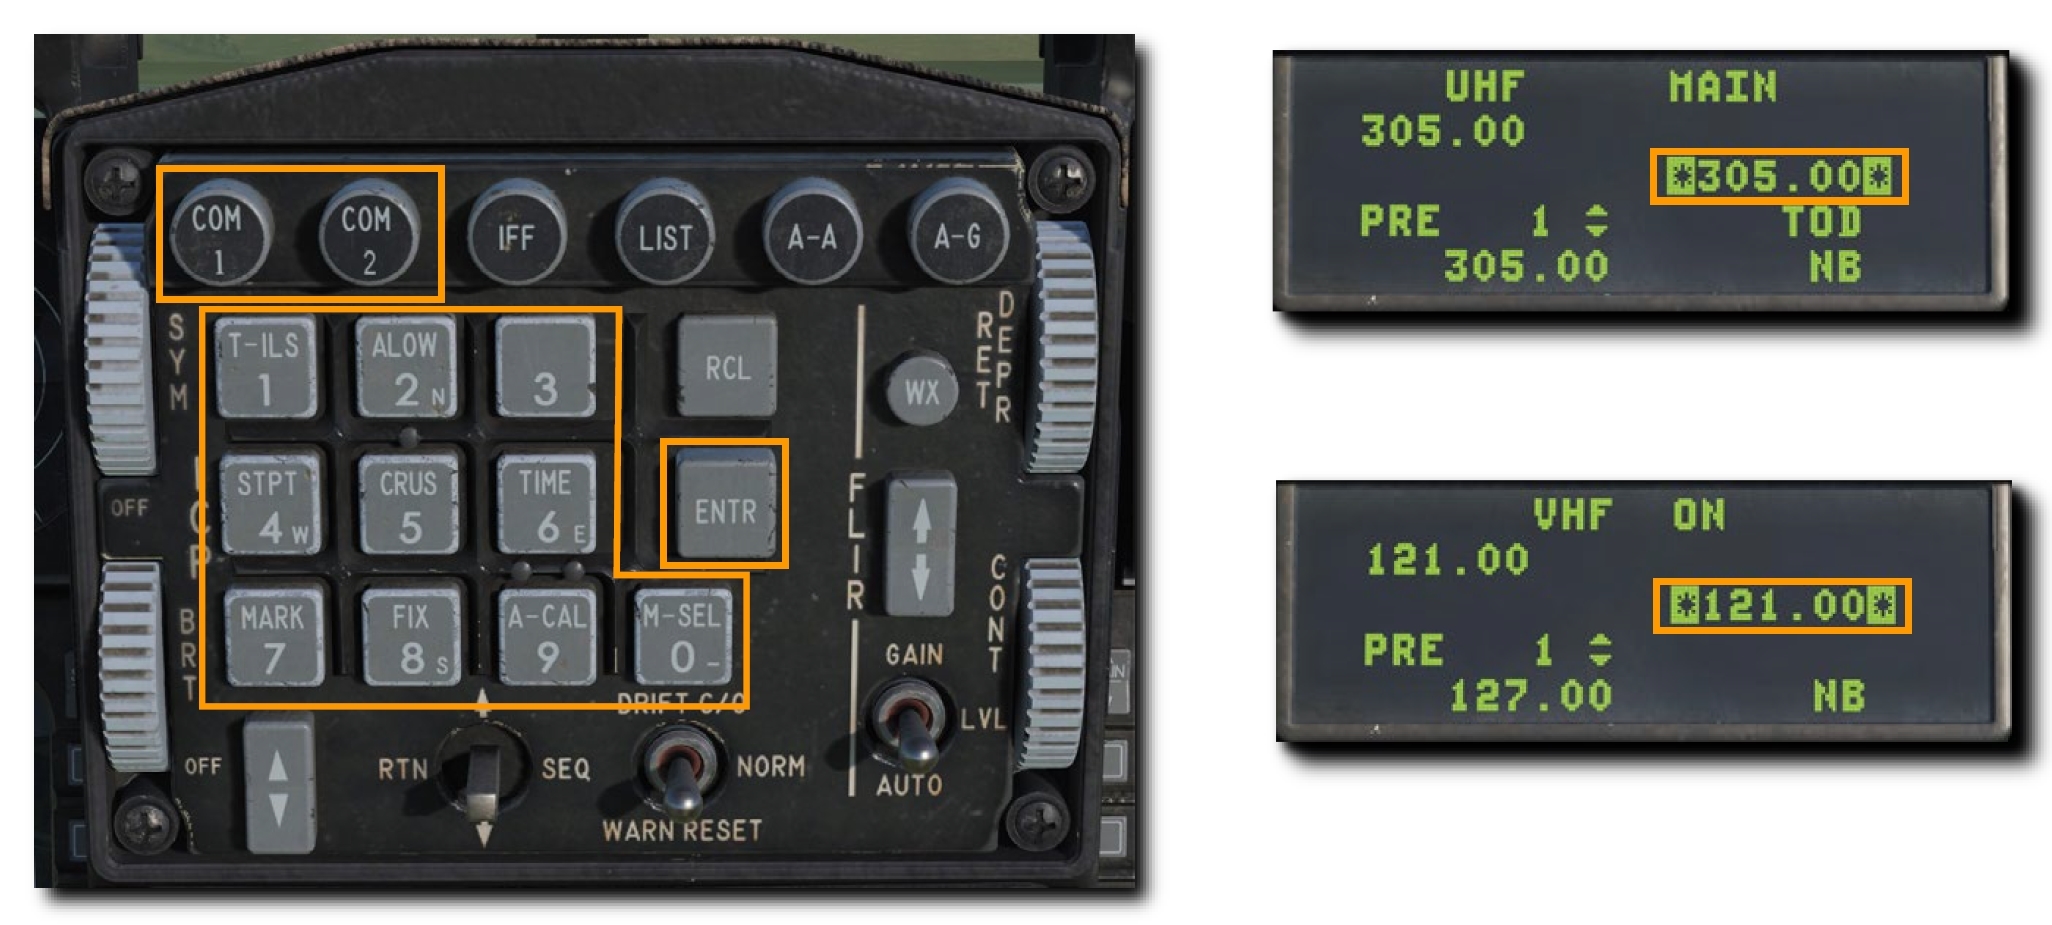 COM 1
COM 2
IFF
LIST
A-A
A-G
SYM
T-ILS 1
ALOW 2 N
3
RCL
WX
RET
DEPR
OFF
ICP
STPT 4 W
CRUS 5
TIME 6 E
ENTR
FLIR
CONT
BRT
MARK 7
FIX 8 S
A-CAL 9
M-SEL 0 -
GAIN
LVL
AUTO
DRIFT C/O
OFF
RTN
SEQ
NORM
WARN RESET
UHF MAIN
305.00
*305.00*
PRE 1 TOD
305.00 NB
VHF ON
121.00
*121.00*
PRE 1
127.00 NB